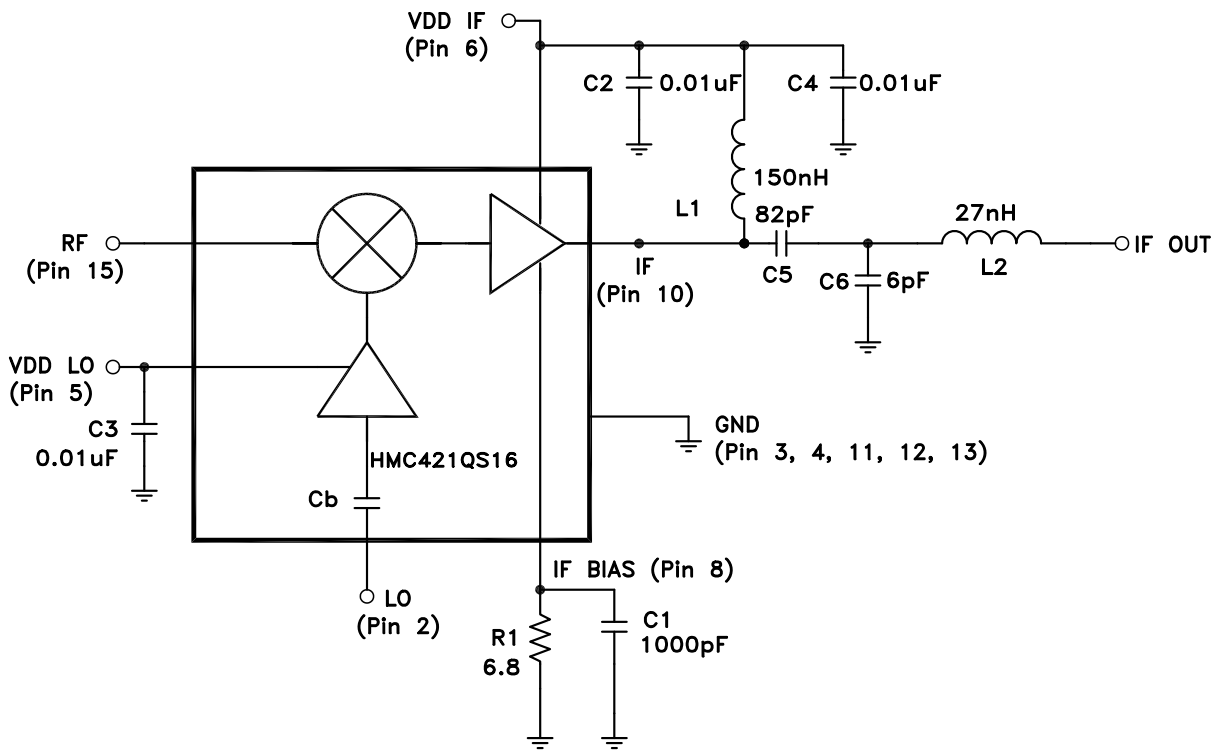 VDD IF
(Pin 6)
C2
0.01uF
C4
0.01uF
150nH
L1
82pF
27nH
RF
(Pin 15)
IF
(Pin 10)
C5
C6
6pF
L2
IF OUT
VDD LO
(Pin 5)
C3
0.01uF
GND
(Pin 3, 4, 11, 12, 13)
HMC421QS16
Cb
LO
(Pin 2)
IF BIAS (Pin 8)
R1
6.8
C1
1000pF